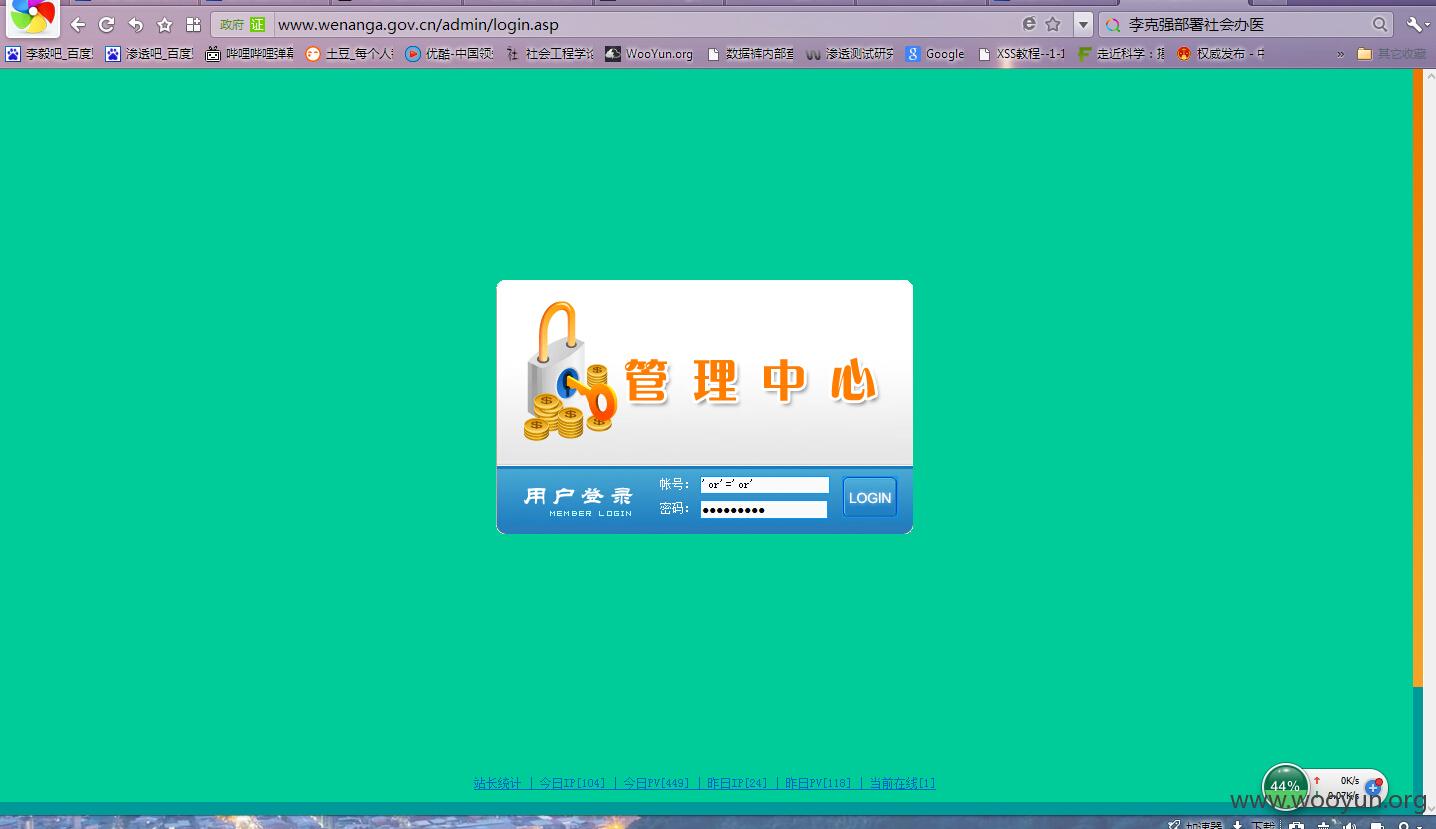 政府 证 www.wenanga.gov.cn/admin/login.asp 李克强部署社会办医
李毅吧_百度 渗透吧_百度 哔哩哔哩弹幕 土豆_每个人 优酷-中国领 社会工程学论 WooYun.org 数据裤内部查 渗透测试研究 Google XSS教程--1-1 走近科学:揭 权威发布 - 中 » 其它收藏
管理中心
用户登录
MEMBER LOGIN
帐号: 'or'='or'
密码: ●●●●●●●●●
LOGIN
站长统计 | 今日IP[104] | 今日PV[449] | 昨日IP[24] | 昨日PV[118] | 当前在线[1]
44% ↑ 0K/s
↓ 0.07K/s
www.wooyun.org
加速器 下载